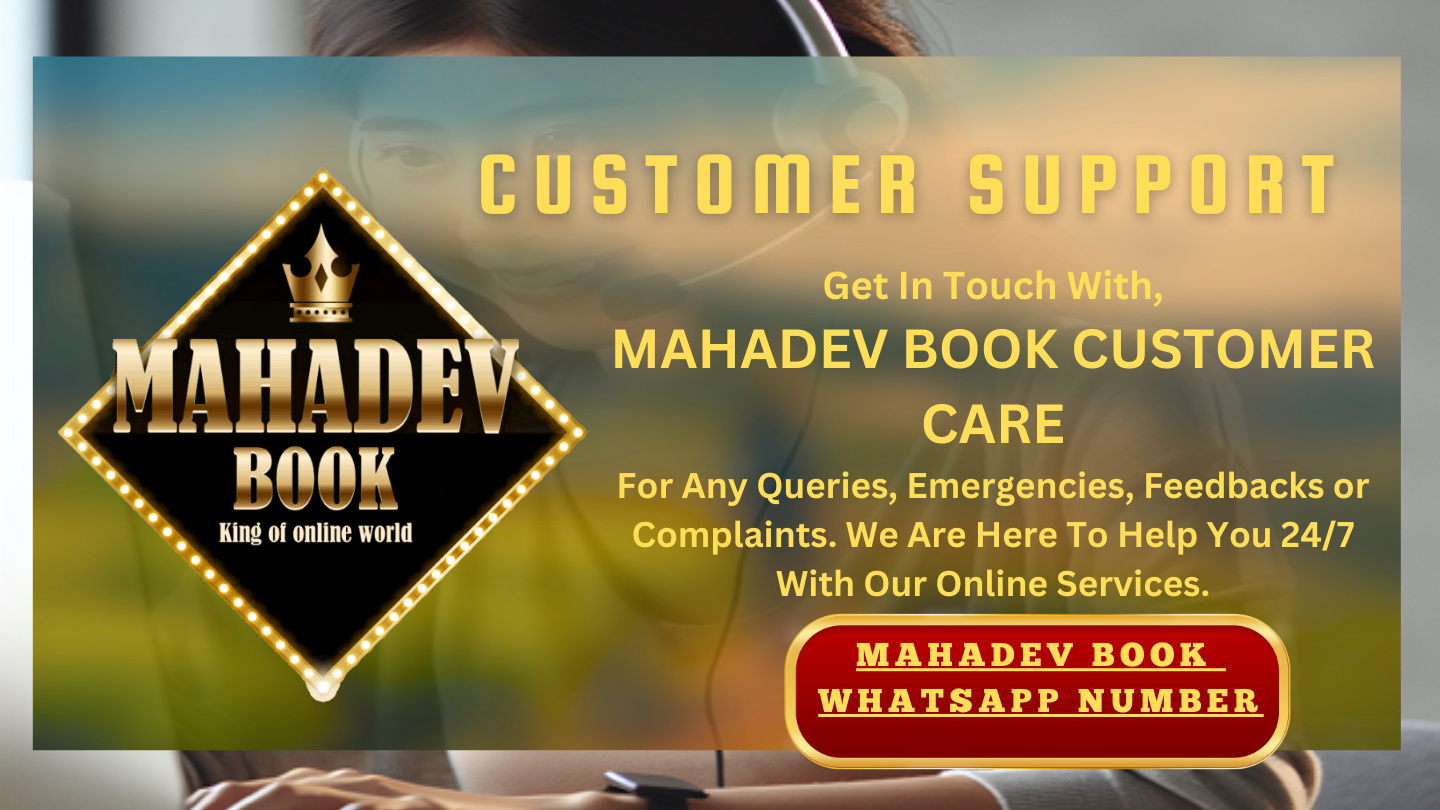 CUSTOMER SUPPORT
MAHADEV
BOOK
King of online world
Get In Touch With,
MAHADEV BOOK CUSTOMER
CARE
For Any Queries, Emergencies, Feedbacks or
Complaints. We Are Here To Help You 24/7
With Our Online Services.
MAHADEV BOOK
WHATSAPP NUMBER